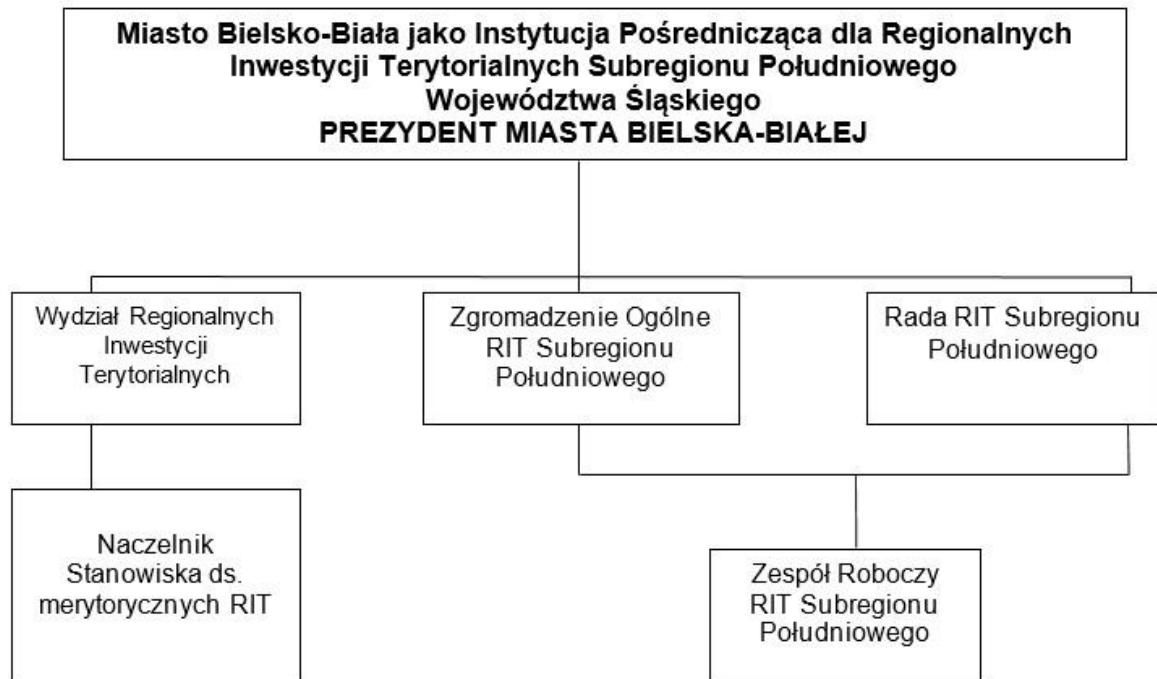 Miasto Bielsko-Biała jako Instytucja Pośrednicząca dla Regionalnych
Inwestycji Terytorialnych Subregionu Południowego
Województwa Śląskiego
PREZYDENT MIASTA BIELSKA-BIAŁEJ
Wydział Regionalnych
Inwestycji
Terytorialnych
Zgromadzenie Ogólne
RIT Subregionu
Południowego
Rada RIT Subregionu
Południowego
Naczelnik
Stanowiska ds.
merytorycznych RIT
Zespół Roboczy
RIT Subregionu
Południowego